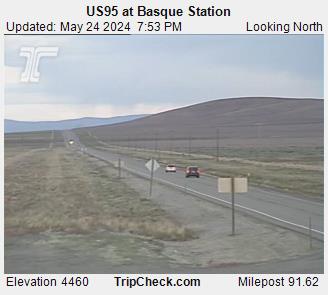 US95 at Basque Station
Updated: May 24 2024 7:53 PM Looking North
Elevation 4460 TripCheck.com Milepost 91.62